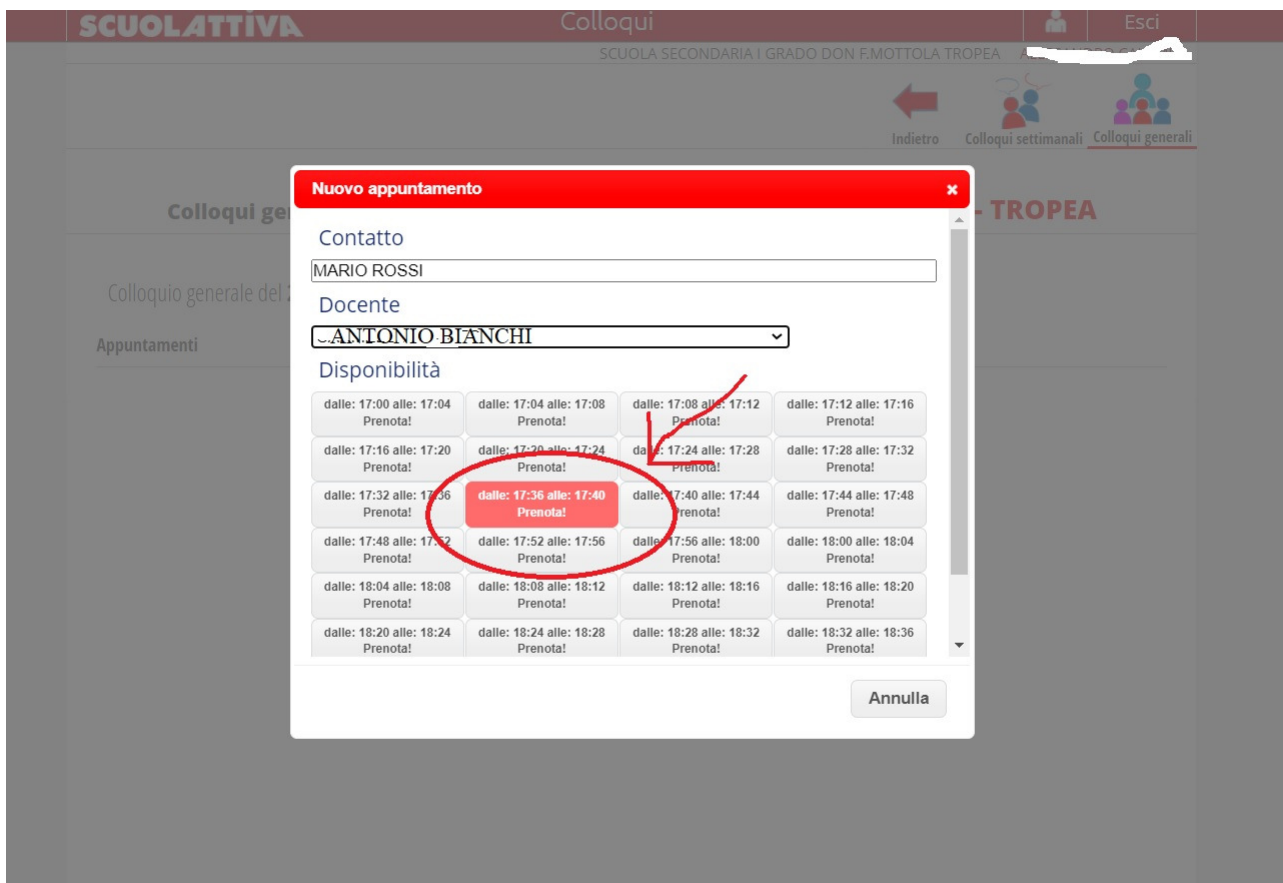 SCUOLATTIVA Colloqui Esci
SCUOLA SECONDARIA I GRADO DON F.MOTTOLA TROPEA
Indietro Colloqui settimanali Colloqui generali
Nuovo appuntamento ×
Colloqui ge - TROPEA
Contatto
MARIO ROSSI
Colloquio generale del
Docente
ANTONIO BIANCHI
Appuntamenti
Disponibilità
dalle: 17:00 alle: 17:04 dalle: 17:04 alle: 17:08 dalle: 17:08 alle: 17:12 dalle: 17:12 alle: 17:16
Prenota! Prenota! Prenota! Prenota!
dalle: 17:16 alle: 17:20 dalle: 17:20 alle: 17:24 dalle: 17:24 alle: 17:28 dalle: 17:28 alle: 17:32
Prenota! Prenota! Prenota! Prenota!
dalle: 17:32 alle: 17:36 dalle: 17:36 alle: 17:40 dalle: 17:40 alle: 17:44 dalle: 17:44 alle: 17:48
Prenota! Prenota! Prenota! Prenota!
dalle: 17:48 alle: 17:52 dalle: 17:52 alle: 17:56 dalle: 17:56 alle: 18:00 dalle: 18:00 alle: 18:04
Prenota! Prenota! Prenota! Prenota!
dalle: 18:04 alle: 18:08 dalle: 18:08 alle: 18:12 dalle: 18:12 alle: 18:16 dalle: 18:16 alle: 18:20
Prenota! Prenota! Prenota! Prenota!
dalle: 18:20 alle: 18:24 dalle: 18:24 alle: 18:28 dalle: 18:28 alle: 18:32 dalle: 18:32 alle: 18:36
Prenota! Prenota! Prenota! Prenota!
Annulla